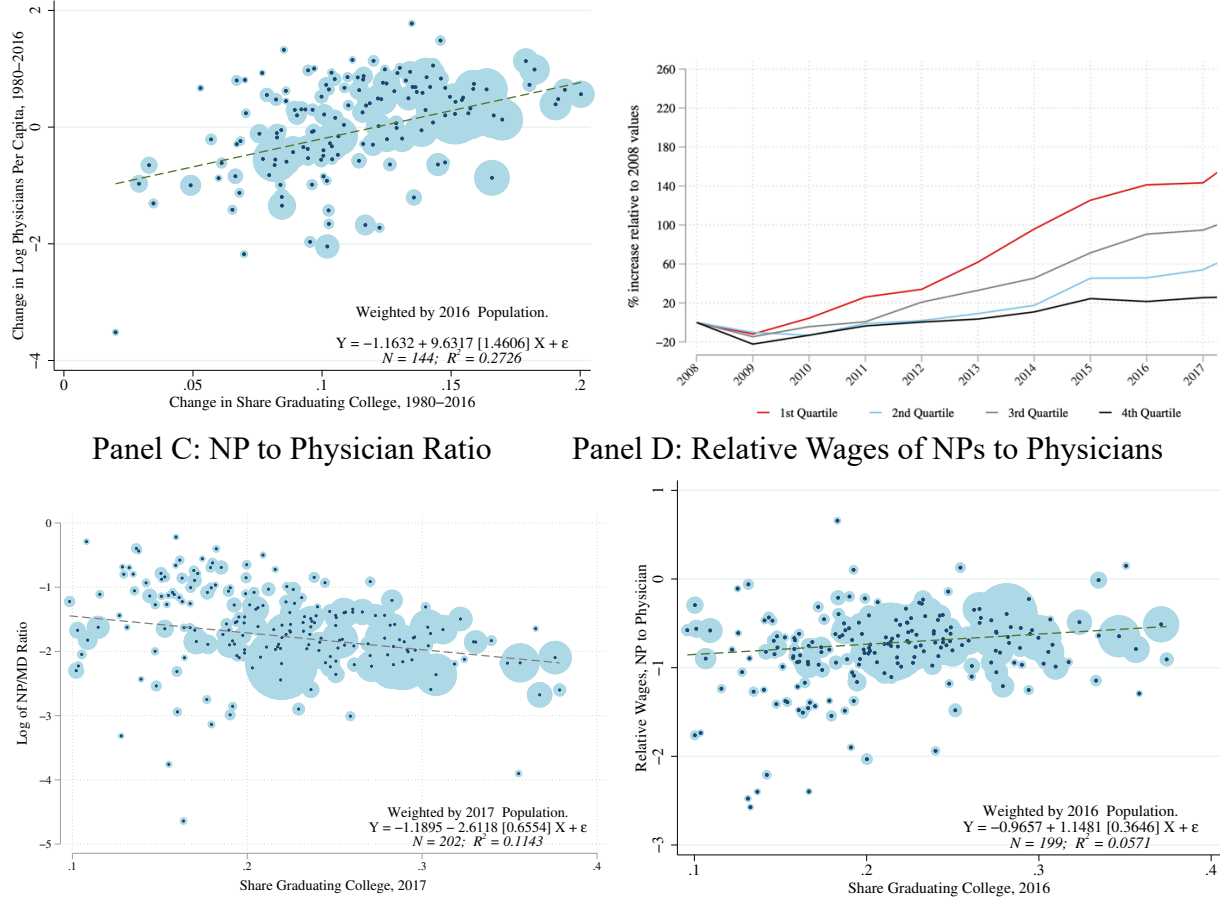 2
0
−2
−4
Change in Log Physicians Per Capita, 1980−2016
Weighted by 2016 Population.
Y = −1.1632 + 9.6317 [1.4606] X + ε
N = 144; R² = 0.2726
0 .05 .1 .15 .2
Change in Share Graduating College, 1980−2016
260
220
180
140
100
60
20
−20
% increase relative to 2008 values
2008 2009 2010 2011 2012 2013 2014 2015 2016 2017
1st Quartile 2nd Quartile 3rd Quartile 4th Quartile
Panel C: NP to Physician Ratio
Panel D: Relative Wages of NPs to Physicians
0
−1
−2
−3
−4
−5
Log of NP/MD Ratio
Weighted by 2017 Population.
Y = −1.1895 − 2.6118 [0.6554] X + ε
N = 202; R² = 0.1143
.1 .2 .3 .4
Share Graduating College, 2017
1
0
−1
−2
−3
Relative Wages, NP to Physician
Weighted by 2016 Population.
Y = −0.9657 + 1.1481 [0.3646] X + ε
N = 199; R² = 0.0571
.1 .2 .3 .4
Share Graduating College, 2016